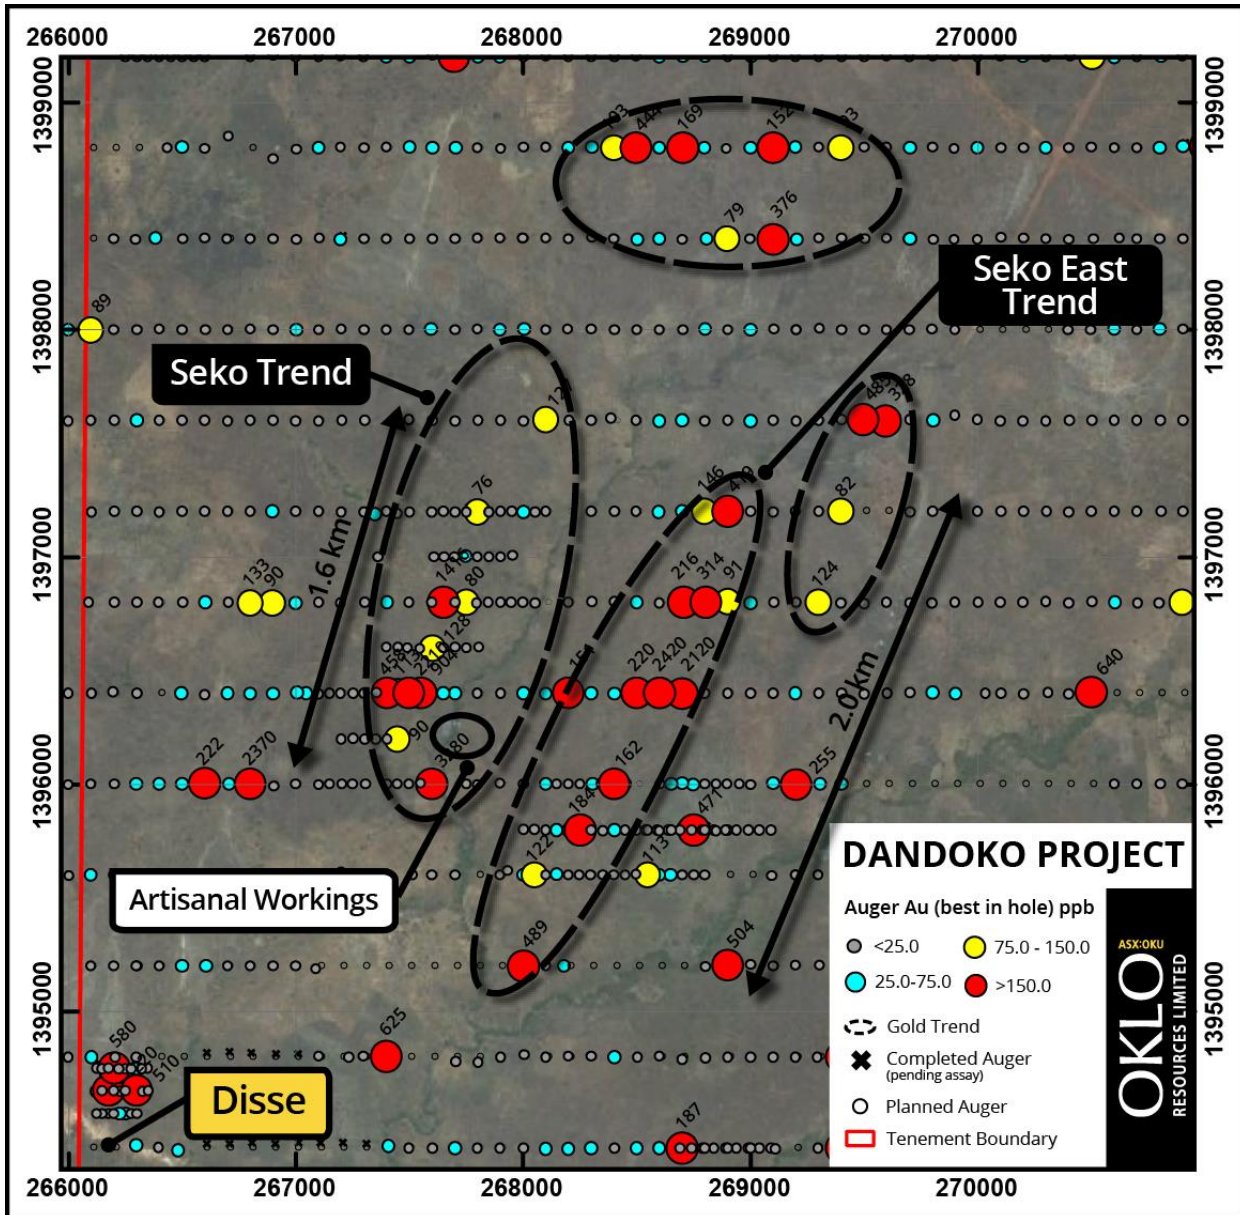 266000 267000 268000 269000 270000
1399000
1399000
444 169 152
79 376
Seko East
Trend
89
1398000
1398000
Seko Trend
485
76 146 419 82
1397000
1397000
1.6 km
133 90 80 216 314 91 124
128
904 220 2420 2120 640
2.0 km
90
222 2370 162 255
1396000
1396000
184 471
122 113
Artisanal Workings
489 504
1395000
1395000
580 625
510
Disse
187
DANDOKO PROJECT
Auger Au (best in hole) ppb
<25.0
75.0 - 150.0
25.0-75.0
>150.0
Gold Trend
Completed Auger
(pending assay)
Planned Auger
Tenement Boundary
ASX:OKU
OKLO
RESOURCES LIMITED
266000 267000 268000 269000 270000